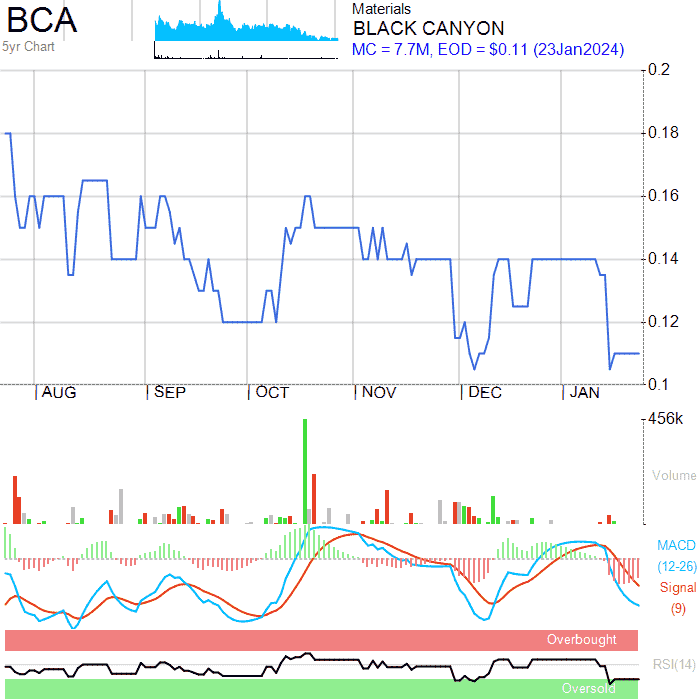 BCA
5yr Chart
Materials
BLACK CANYON
MC = 7.7M, EOD = $0.11 (23Jan2024)
0.2
0.18
0.16
0.14
0.12
0.1
AUG
SEP
OCT
NOV
DEC
JAN
456k
Volume
MACD
(12-26)
Signal
(9)
Overbought
RSI(14)
Oversold